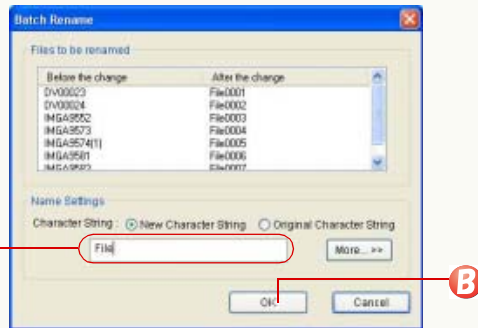 Batch Rename
Files to be renamed
Before the change After the change
DV00023 File0001
DV00024 File0002
IMGA9552 File0003
IMGA9573 File0004
IMGA9574(1) File0005
IMGA9581 File0006
IMGA9582 File0007
Name Settings
Character String : New Character String Original Character String
File More... >>
OK Cancel
B